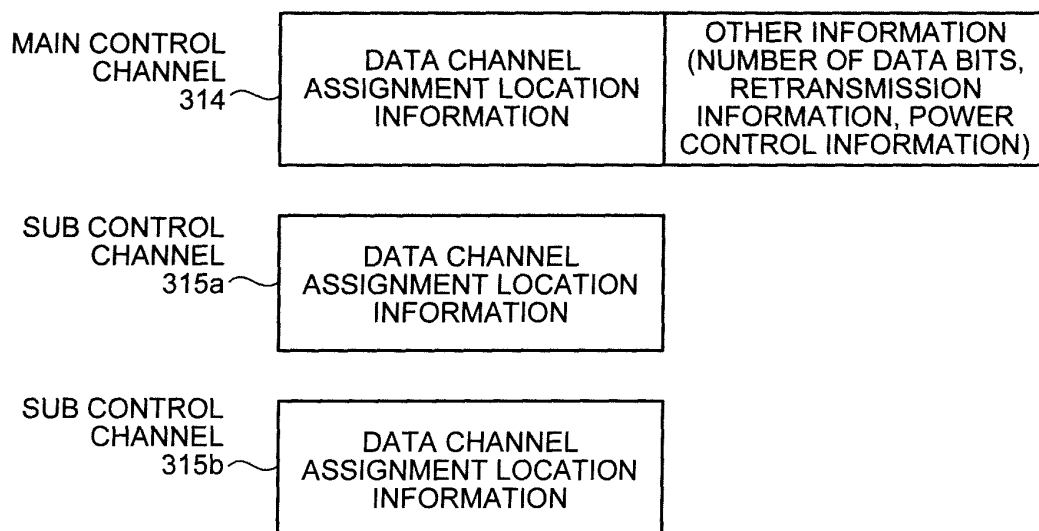 MAIN CONTROL
CHANNEL
314
DATA CHANNEL
ASSIGNMENT LOCATION
INFORMATION
OTHER INFORMATION
(NUMBER OF DATA BITS,
RETRANSMISSION
INFORMATION, POWER
CONTROL INFORMATION)
SUB CONTROL
CHANNEL
315a
DATA CHANNEL
ASSIGNMENT LOCATION
INFORMATION
SUB CONTROL
CHANNEL
315b
DATA CHANNEL
ASSIGNMENT LOCATION
INFORMATION